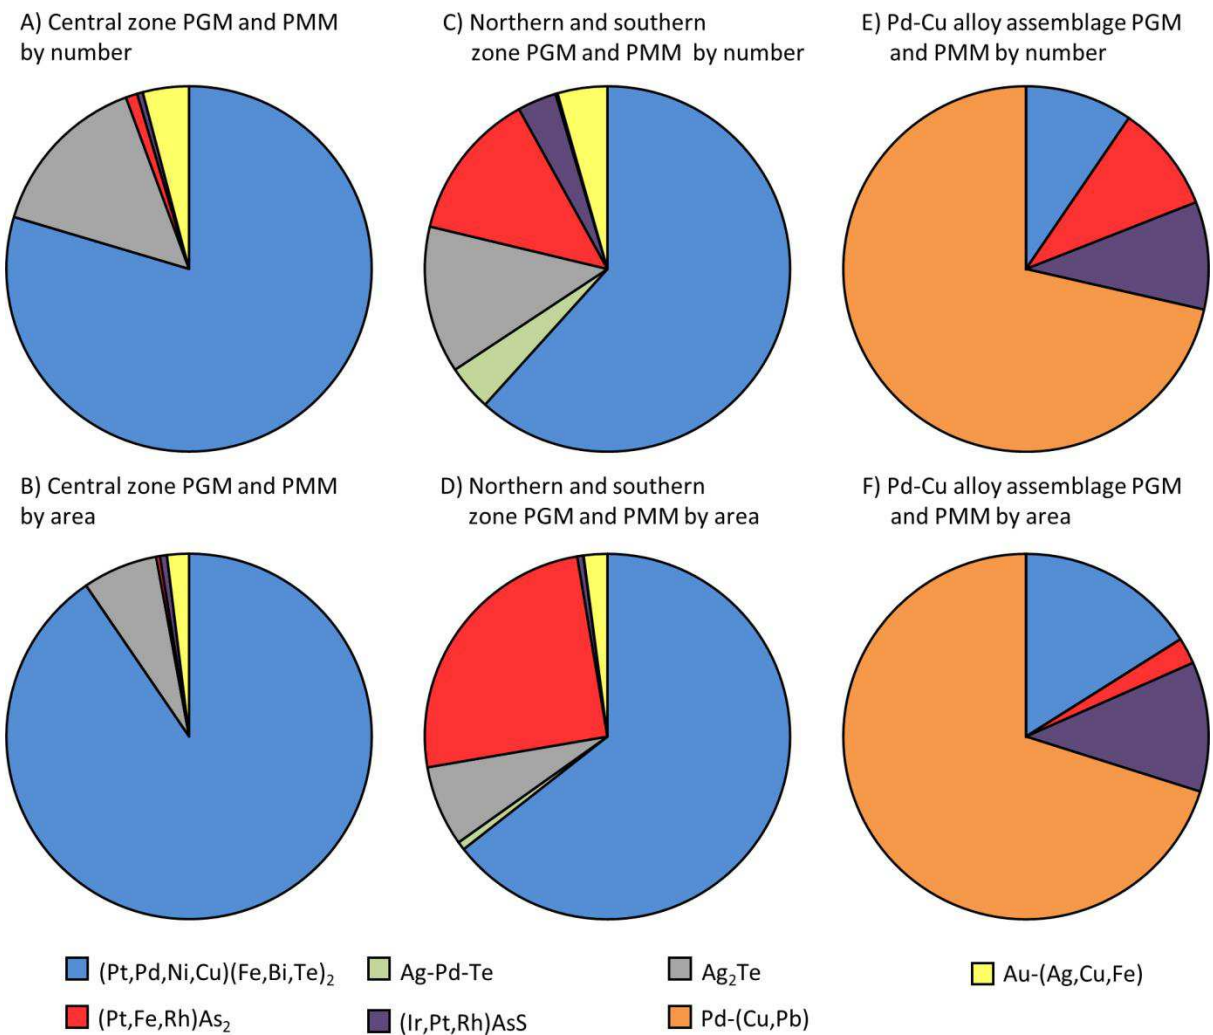 A) Central zone PGM and PMM
by number
C) Northern and southern
zone PGM and PMM by number
E) Pd-Cu alloy assemblage PGM
and PMM by number
B) Central zone PGM and PMM
by area
D) Northern and southern
zone PGM and PMM by area
F) Pd-Cu alloy assemblage PGM
and PMM by area
(Pt,Pd,Ni,Cu)(Fe,Bi,Te)₂
Ag-Pd-Te
Ag₂Te
Au-(Ag,Cu,Fe)
(Pt,Fe,Rh)As₂
(Ir,Pt,Rh)AsS
Pd-(Cu,Pb)